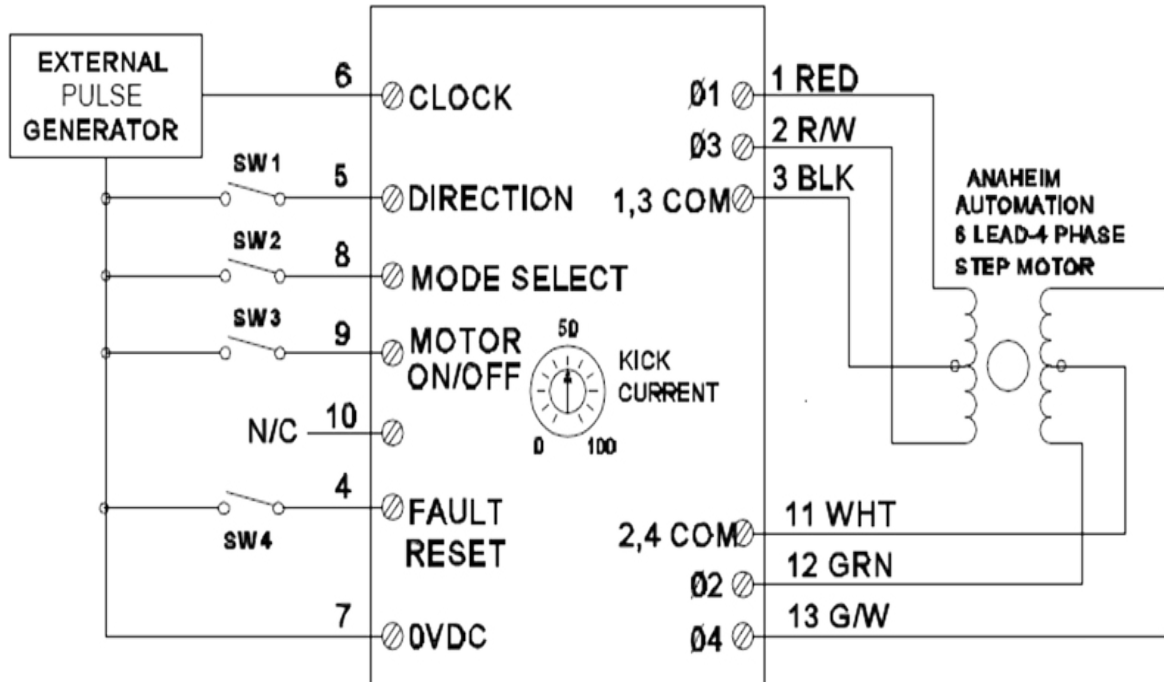 EXTERNAL
PULSE
GENERATOR
6
CLOCK
SW1
5
DIRECTION
SW2
8
MODE SELECT
SW3
9
MOTOR
ON/OFF
N/C
10
SW4
4
FAULT
RESET
7
0VDC
50
KICK
CURRENT
0
100
Ø1
1 RED
Ø3
2 R/W
1,3 COM
3 BLK
2,4 COM
11 WHT
Ø2
12 GRN
Ø4
13 G/W
ANAHEIM
AUTOMATION
6 LEAD-4 PHASE
STEP MOTOR